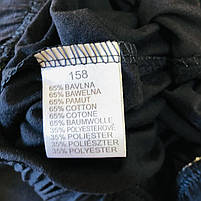 158
65% BAVLNA
65% BAWEŁNA
65% PAMUT
65% COTTON
65% COTONE
65% BAUMWOLLE
35% POLYESTEROVÉ
35% POLIESTER
35% POLIÉSZTER
35% POLYESTER